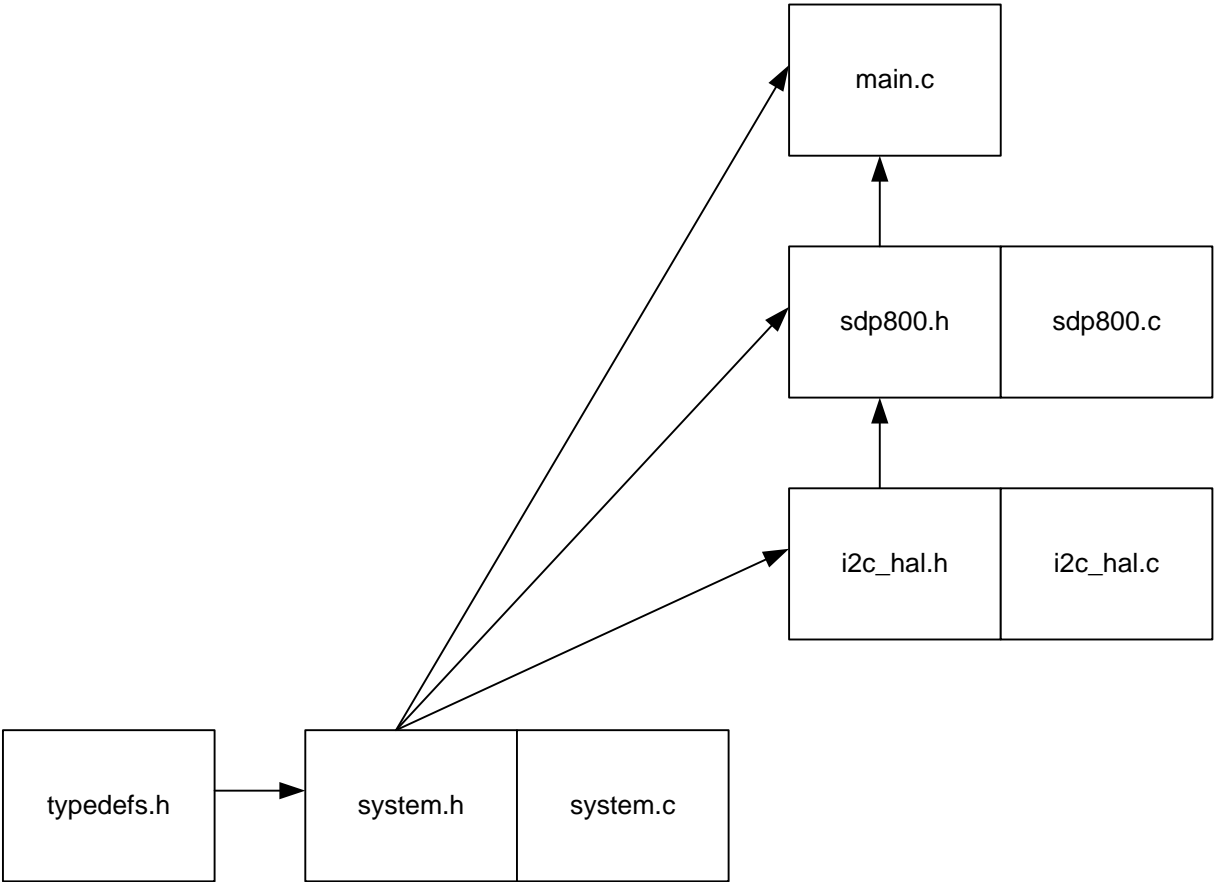 main.c
sdp800.h
sdp800.c
i2c_hal.h
i2c_hal.c
typedefs.h
system.h
system.c